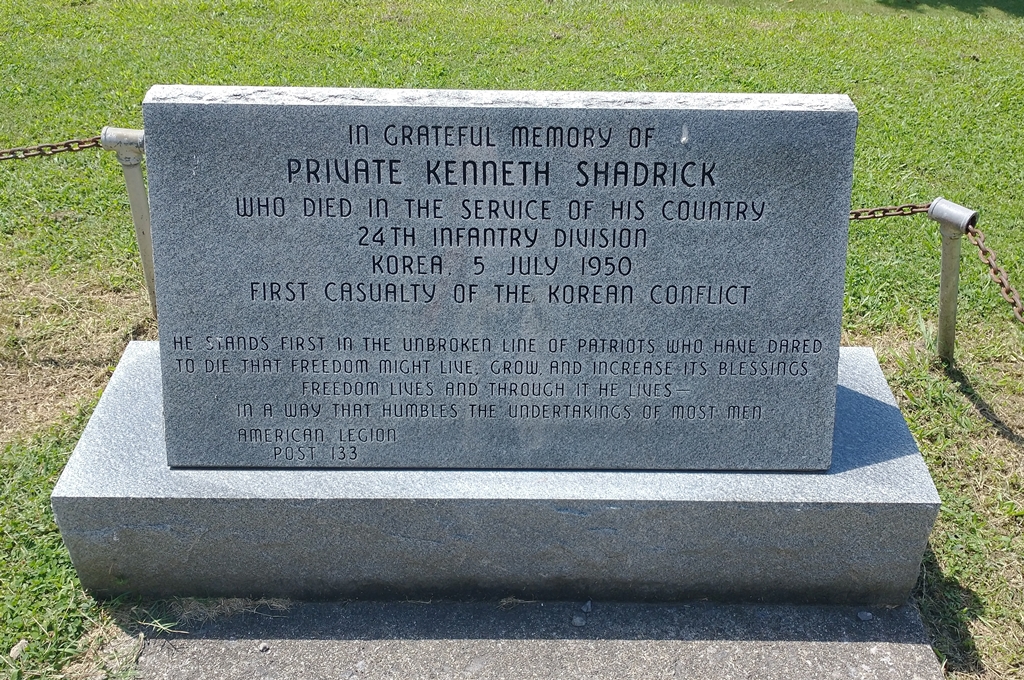 IN GRATEFUL MEMORY OF
PRIVATE KENNETH SHADRICK
WHO DIED IN THE SERVICE OF HIS COUNTRY
24TH INFANTRY DIVISION
KOREA, 5 JULY 1950
FIRST CASUALTY OF THE KOREAN CONFLICT
HE STANDS FIRST IN THE UNBROKEN LINE OF PATRIOTS WHO HAVE DARED
TO DIE THAT FREEDOM MIGHT LIVE, GROW AND INCREASE ITS BLESSINGS
FREEDOM LIVES AND THROUGH IT HE LIVES—
IN A WAY THAT HUMBLES THE UNDERTAKINGS OF MOST MEN
AMERICAN LEGION
POST 133